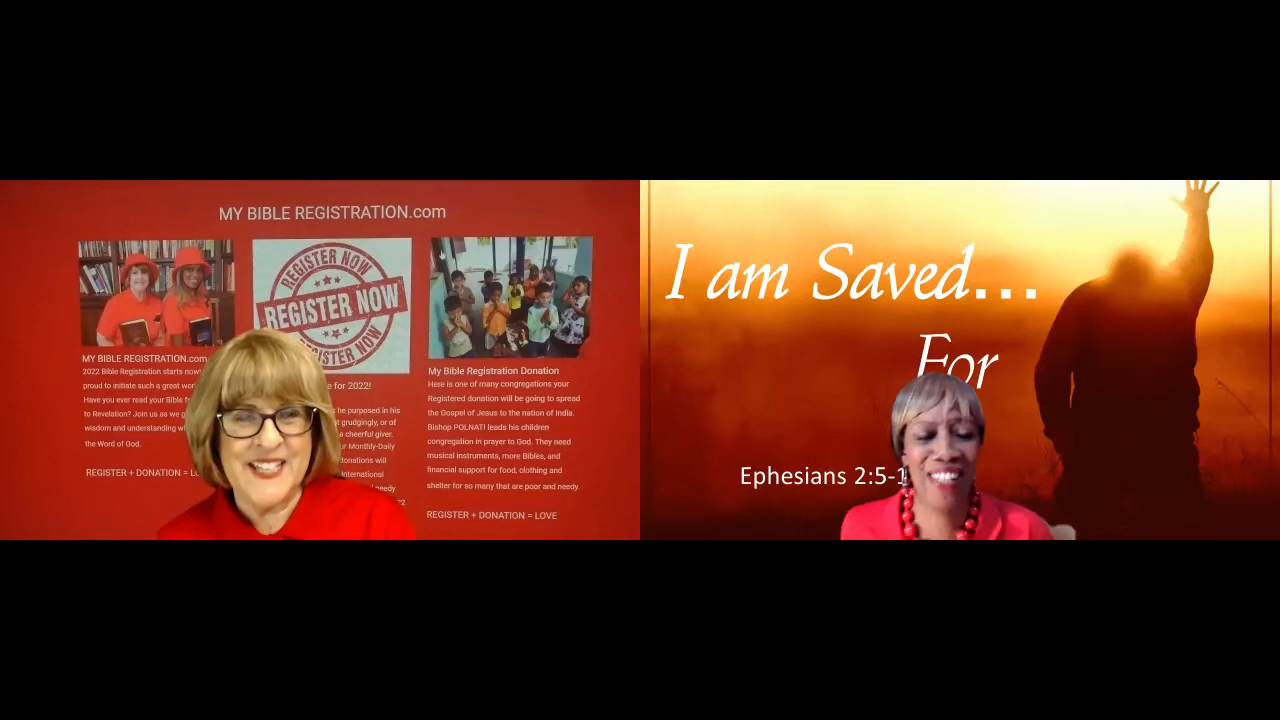 MY BIBLE REGISTRATION.com
REGISTER NOW
REGISTER NOW
REGISTER NOW
MY BIBLE REGISTRATION.com
2022 Bible Registration starts now!
proud to initiate such a great
Have you ever read your Bible
to Revelation? Join us as we
wisdom and understanding
the Word of God.
REGISTER + DONATION =
for 2022!
he purposed in his
grudgingly, or of
a cheerful giver.
Monthly-Daily
donations will
needy
My Bible Registration Donation
Here is one of many congregations your
Registered donation will be going to spread
the Gospel of Jesus to the nation of India.
Bishop POLNATI leads his children
congregation in prayer to God. They need
musical instruments, more Bibles, and
financial support for food, clothing and
shelter for so many that are poor and needy.
REGISTER + DONATION = LOVE
I am Saved...
For
Ephesians 2:5-1